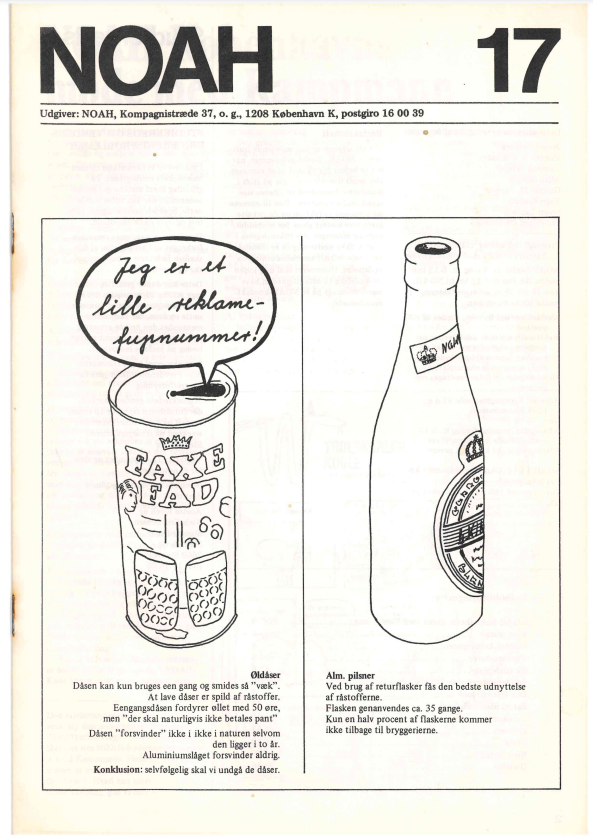 NOAH 17
Udgiver: NOAH, Kompagnistræde 37, o. g., 1208 København K, postgiro 16 00 39
Jeg er et
lille reklame-
fupnummer!
FAXE
FAD
Øldåser
Dåsen kan kun bruges een gang og smides så "væk".
At lave dåser er spild af råstoffer.
Eengangsdåsen fordyrer øllet med 50 øre,
men "der skal naturligvis ikke betales pant"
Dåsen "forsvinder" ikke i ikke i naturen selvom
den ligger i to år.
Aluminiumslåget forsvinder aldrig.
Konklusion: selvfølgelig skal vi undgå de dåser.
Alm. pilsner
Ved brug af returflasker fås den bedste udnyttelse
af råstofferne.
Flasken genanvendes ca. 35 gange.
Kun en halv procent af flaskerne kommer
ikke tilbage til bryggerierne.